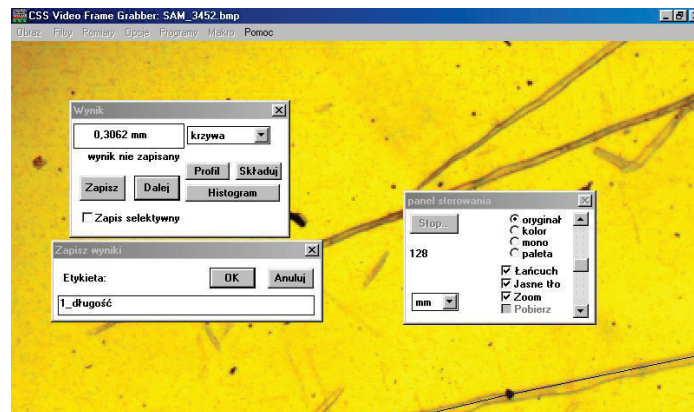 CSS Video Frame Grabber: SAM_3452.bmp
Obraz Filtry Pomiary Opcje Programy Makro Pomoc
Wynik
0,3062 mm
krzywa
wynik nie zapisany
Profil Składuj
Zapisz Dalej
Histogram
Zapis selektywny
panel sterowania
Stop..
oryginał
kolor
mono
128
paleta
Łańcuch
Jasne tło
mm
Zoom
Pobierz
Zapisz wyniki
Etykieta:
OK Anuluj
1_długość